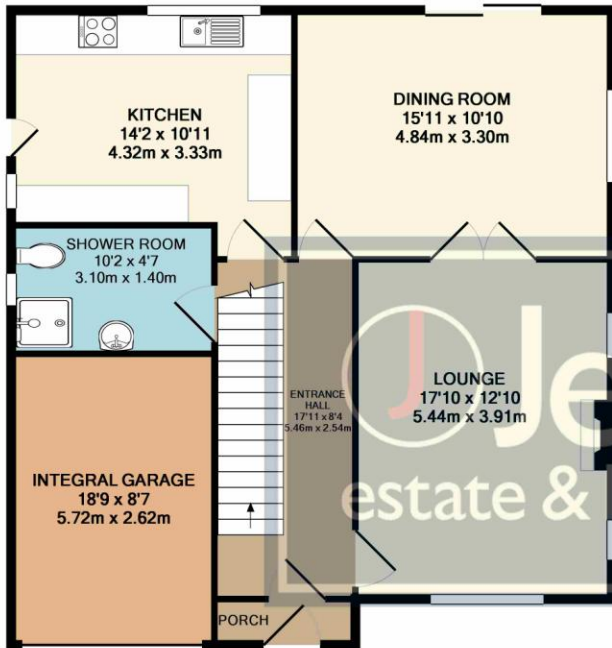 KITCHEN
14'2 x 10'11
4.32m x 3.33m
DINING ROOM
15'11 x 10'10
4.84m x 3.30m
SHOWER ROOM
10'2 x 4'7
3.10m x 1.40m
ENTRANCE
HALL
17'11 x 8'4
5.46m x 2.54m
LOUNGE
17'10 x 12'10
5.44m x 3.91m
J Je
estate &
INTEGRAL GARAGE
18'9 x 8'7
5.72m x 2.62m
PORCH